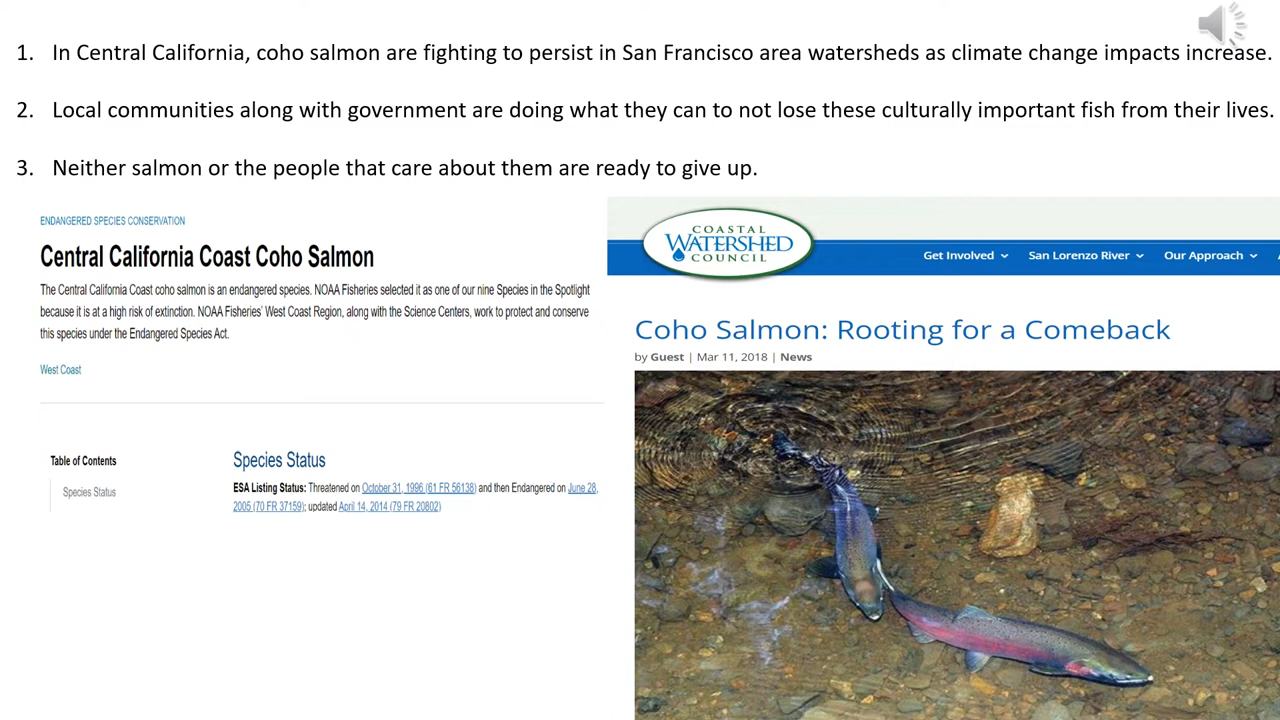 1. In Central California, coho salmon are fighting to persist in San Francisco area watersheds as climate change impacts increase.
2. Local communities along with government are doing what they can to not lose these culturally important fish from their lives.
3. Neither salmon or the people that care about them are ready to give up.
ENDANGERED SPECIES CONSERVATION
Central California Coast Coho Salmon
The Central California Coast coho salmon is an endangered species. NOAA Fisheries selected it as one of our nine Species in the Spotlight
because it is at a high risk of extinction. NOAA Fisheries' West Coast Region, along with the Science Centers, work to protect and conserve
this species under the Endangered Species Act.
West Coast
Table of Contents
Species Status
Species Status
ESA Listing Status: Threatened on October 31, 1996 (61 FR 56138) and then Endangered on June 28,
2005 (70 FR 37159); updated April 14, 2014 (79 FR 20802)
COASTAL
WATERSHED
COUNCIL
Get Involved San Lorenzo River Our Approach
Coho Salmon: Rooting for a Comeback
by Guest | Mar 11, 2018 | News